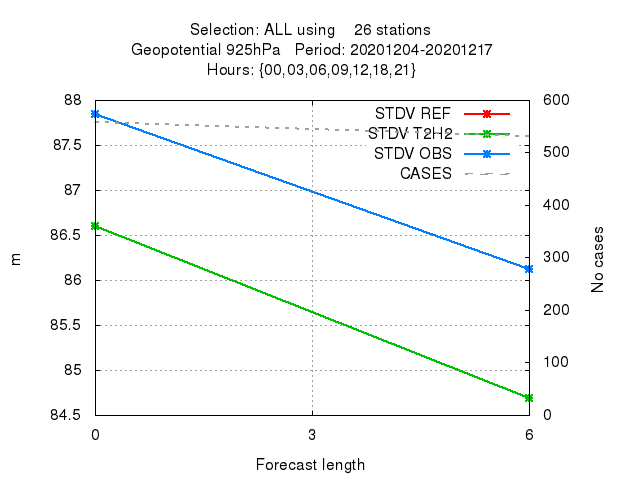 Selection: ALL using    26 stations
Geopotential 925hPa   Period: 20201204-20201217
Hours: {00,03,06,09,12,18,21}
88
87.5
87
86.5
86
85.5
85
84.5
m
STDV REF
STDV T2H2
STDV OBS
CASES
600
500
400
300
200
100
0
No cases
0 3 6
Forecast length